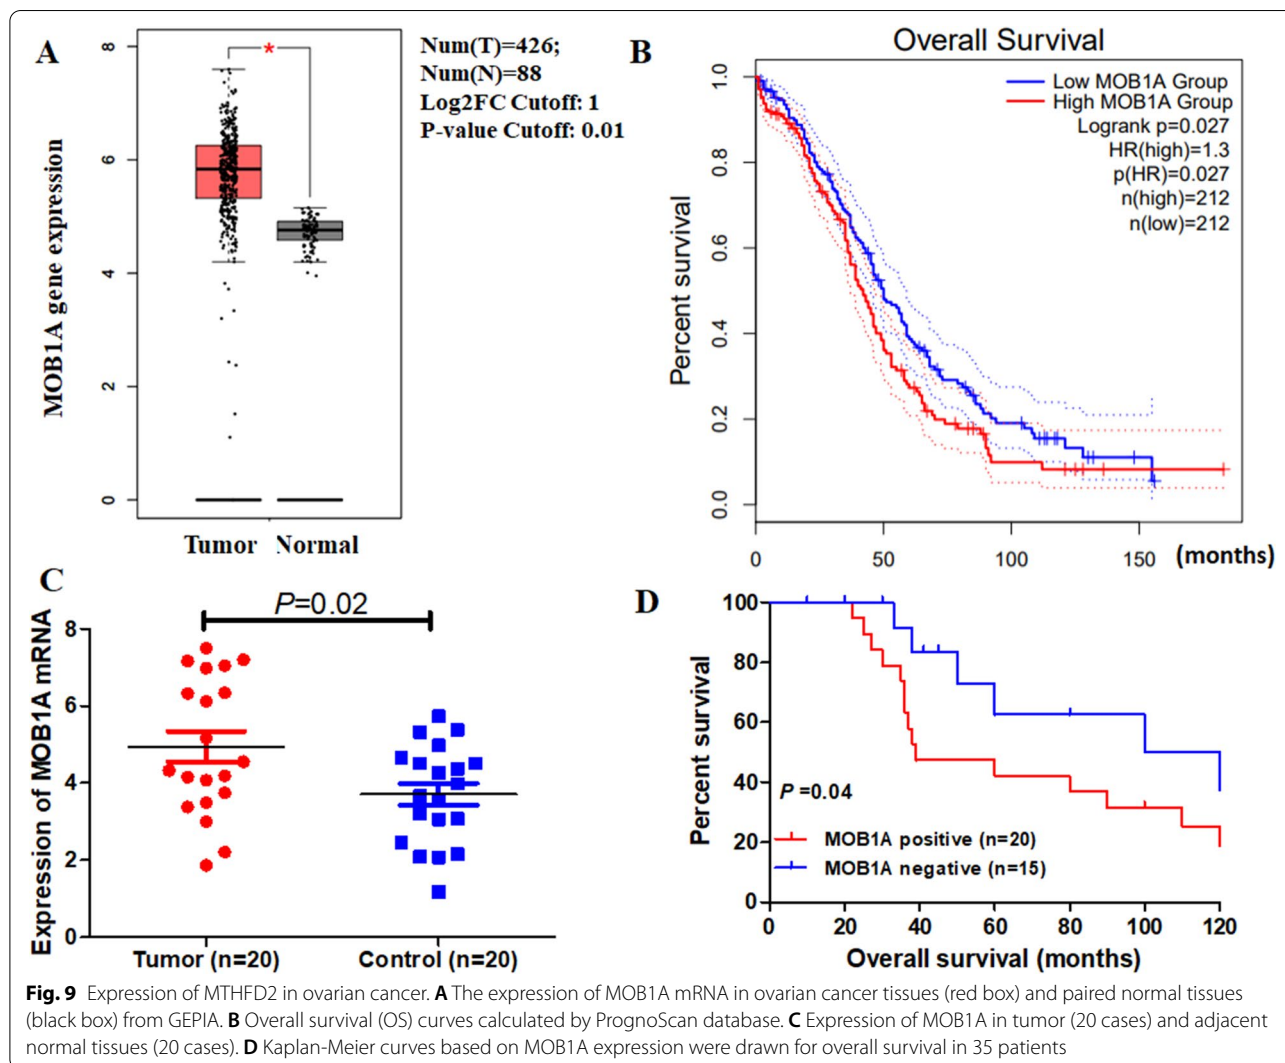 A
MOB1A gene expression
8
6
4
2
0
*
Tumor Normal
Num(T)=426;
Num(N)=88
Log2FC Cutoff: 1
P-value Cutoff: 0.01
B
Overall Survival
Percent survival
1.0
0.8
0.6
0.4
0.2
0.0
Low MOB1A Group
High MOB1A Group
Logrank p=0.027
HR(high)=1.3
p(HR)=0.027
n(high)=212
n(low)=212
0 50 100 150 (months)
C
P=0.02
Expression of MOB1A mRNA
8
6
4
2
0
Tumor (n=20) Control (n=20)
D
Percent survival
100
80
60
40
20
0
P =0.04
MOB1A positive (n=20)
MOB1A negative (n=15)
0 20 40 60 80 100 120
Overall survival (months)
Fig. 9 Expression of MTHFD2 in ovarian cancer. A The expression of MOB1A mRNA in ovarian cancer tissues (red box) and paired normal tissues
(black box) from GEPIA. B Overall survival (OS) curves calculated by PrognoScan database. C Expression of MOB1A in tumor (20 cases) and adjacent
normal tissues (20 cases). D Kaplan-Meier curves based on MOB1A expression were drawn for overall survival in 35 patients